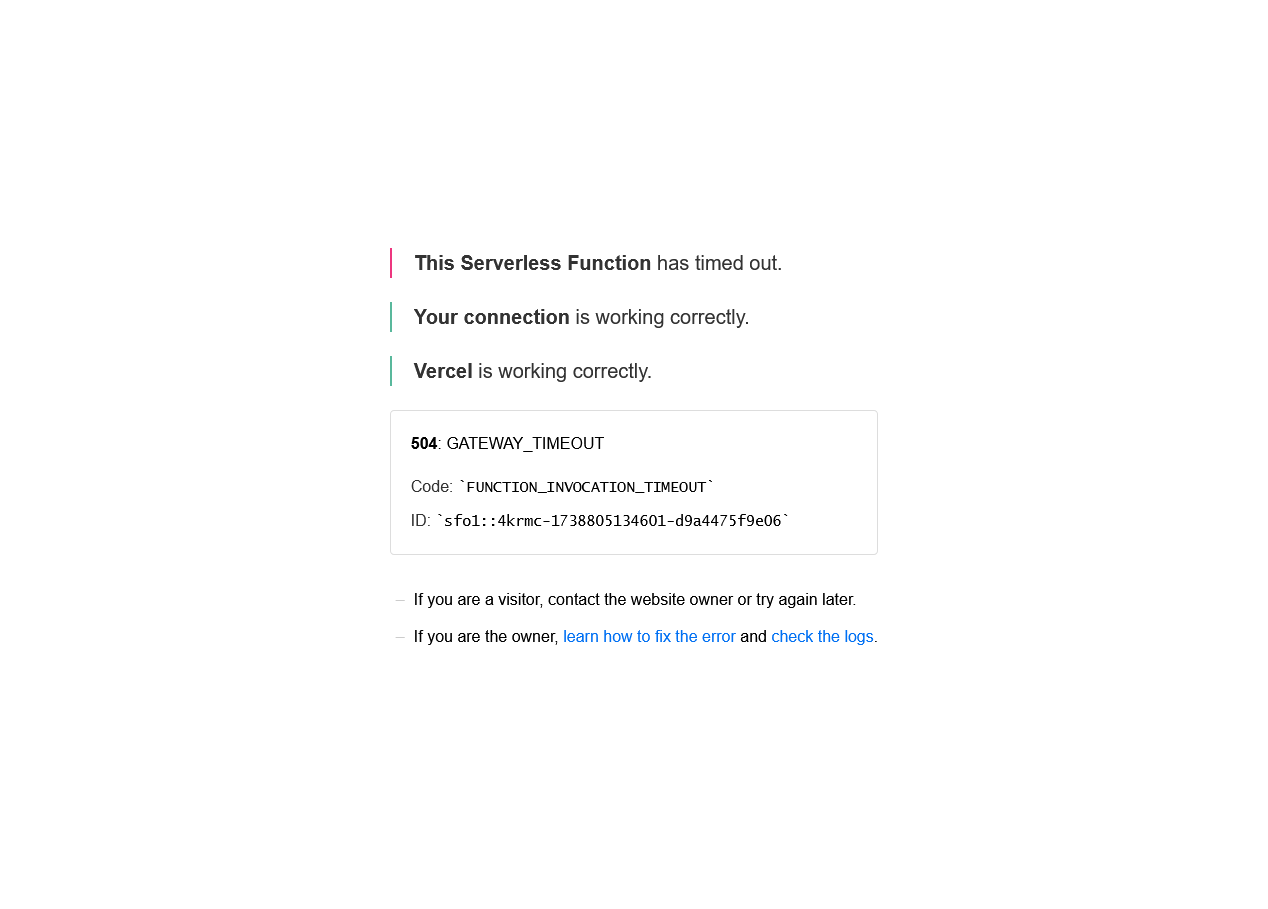 This Serverless Function has timed out.
Your connection is working correctly.
Vercel is working correctly.
504: GATEWAY_TIMEOUT
Code: `FUNCTION_INVOCATION_TIMEOUT`
ID: `sfo1::4krmc-1738805134601-d9a4475f9e06`
– If you are a visitor, contact the website owner or try again later.
– If you are the owner, learn how to fix the error and check the logs.